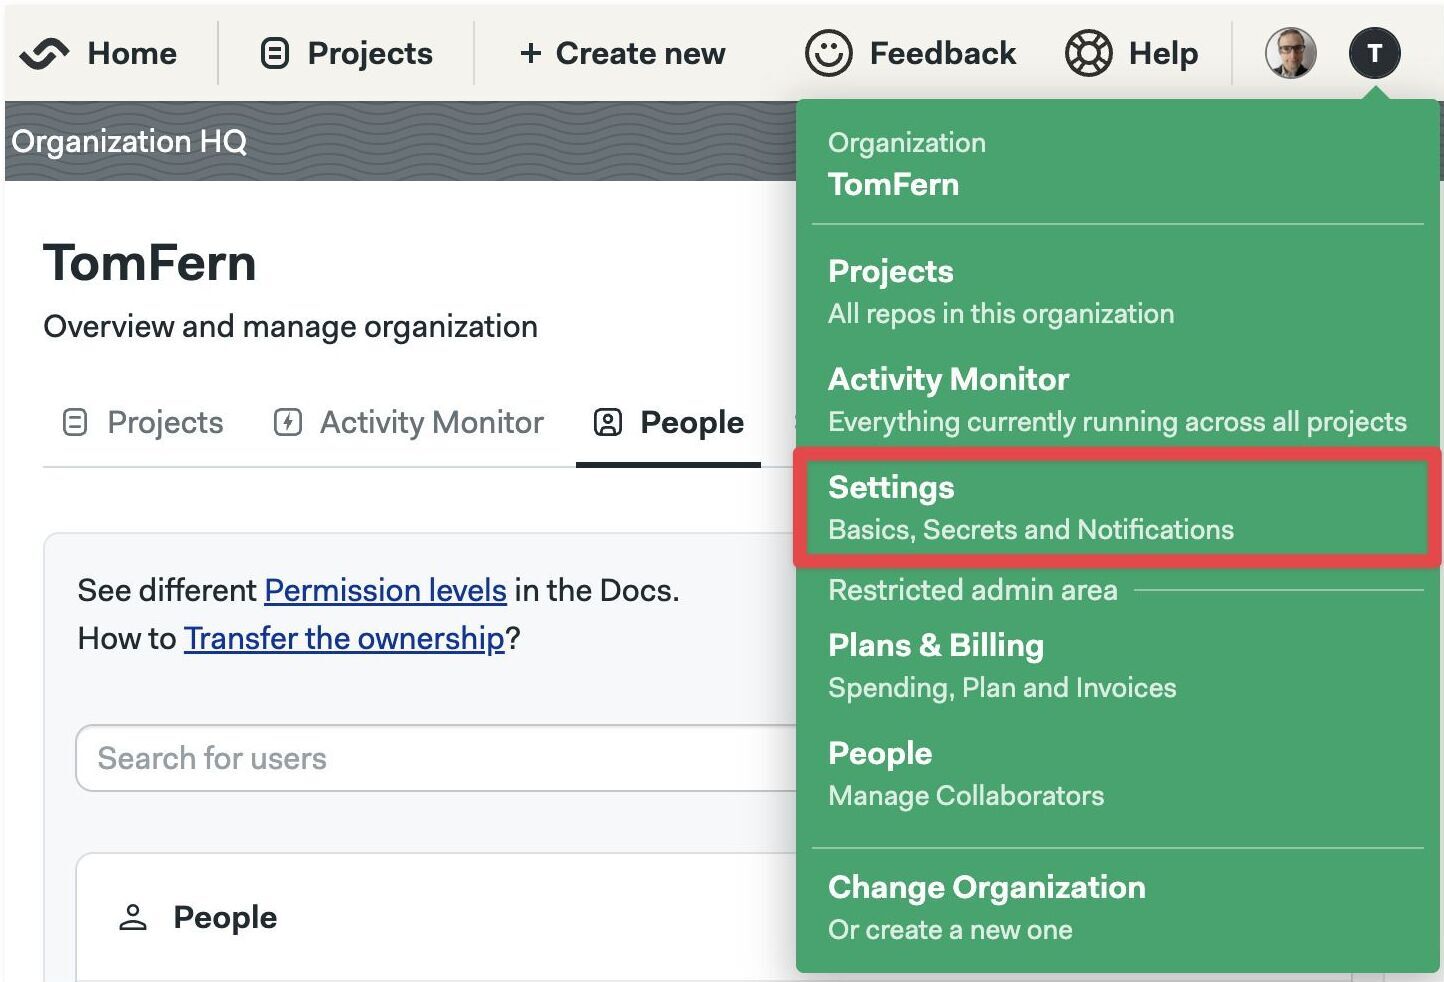 Home
Projects
+ Create new
Feedback
Help
T
Organization HQ
TomFern
Overview and manage organization
Projects
Activity Monitor
People
See different Permission levels in the Docs.
How to Transfer the ownership?
Search for users
People
Organization
TomFern
Projects
All repos in this organization
Activity Monitor
Everything currently running across all projects
Settings
Basics, Secrets and Notifications
Restricted admin area
Plans & Billing
Spending, Plan and Invoices
People
Manage Collaborators
Change Organization
Or create a new one